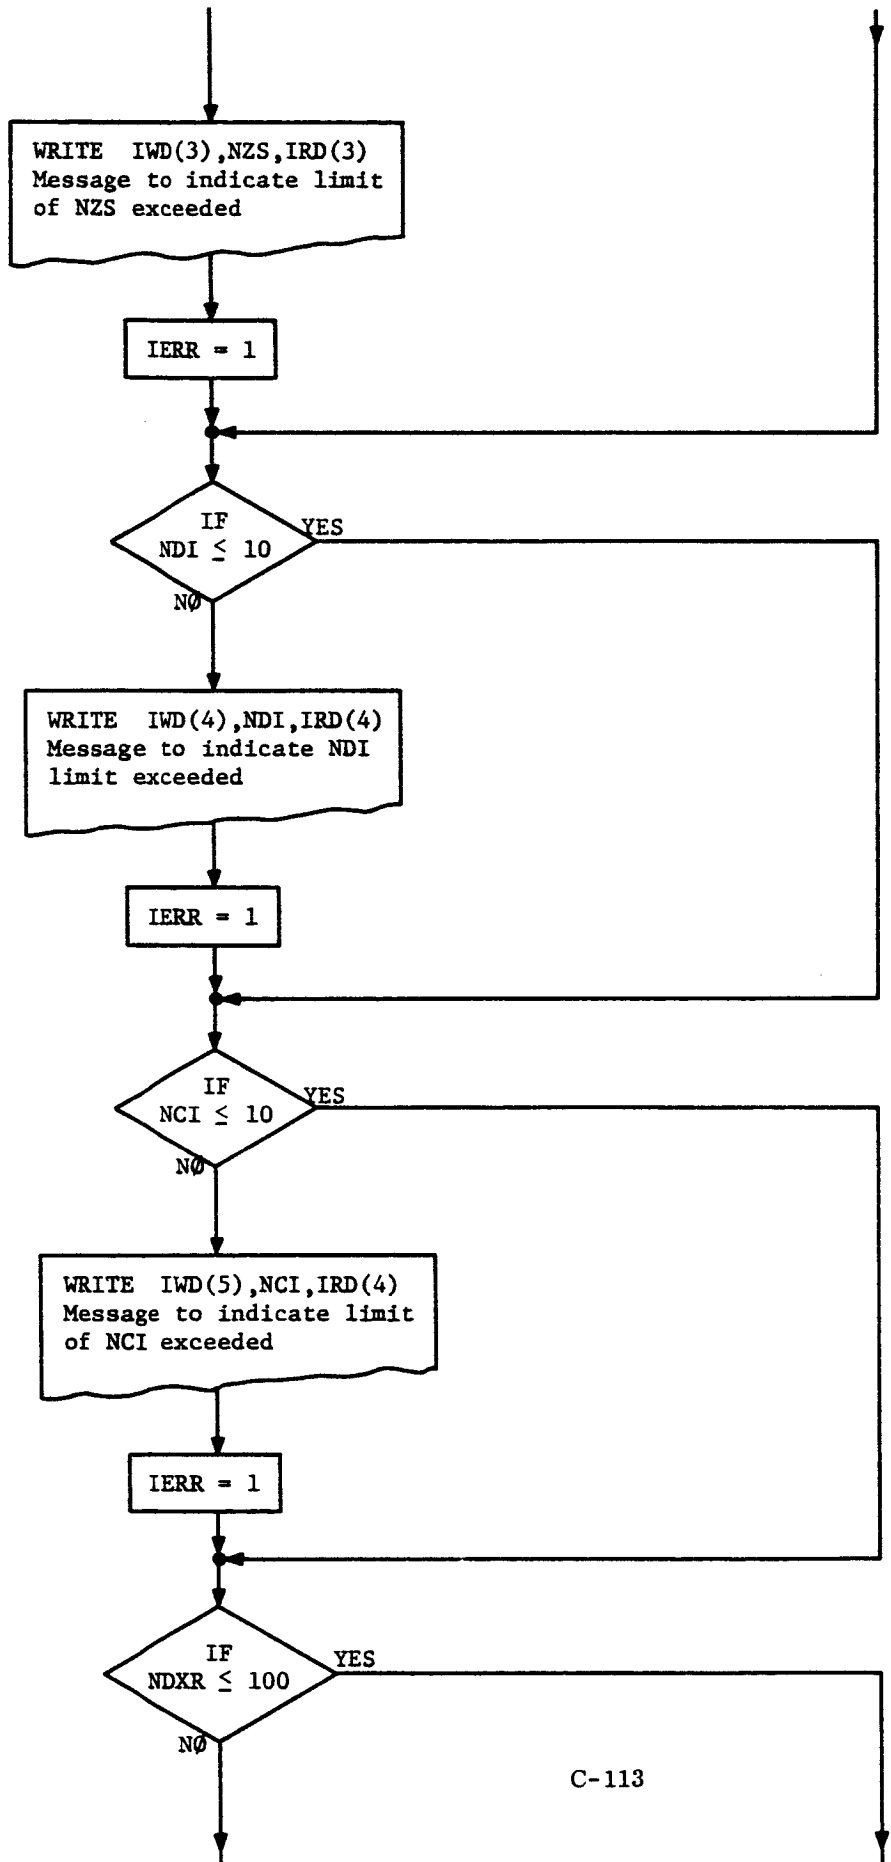 WRITE IWD(3),NZS,IRD(3)
Message to indicate limit
of NZS exceeded
IERR = 1
IF
NDI ≤ 10
YES
NØ
WRITE IWD(4),NDI,IRD(4)
Message to indicate NDI
limit exceeded
IERR = 1
IF
NCI ≤ 10
YES
NØ
WRITE IWD(5),NCI,IRD(4)
Message to indicate limit
of NCI exceeded
IERR = 1
IF
NDXR ≤ 100
YES
NØ
C-113